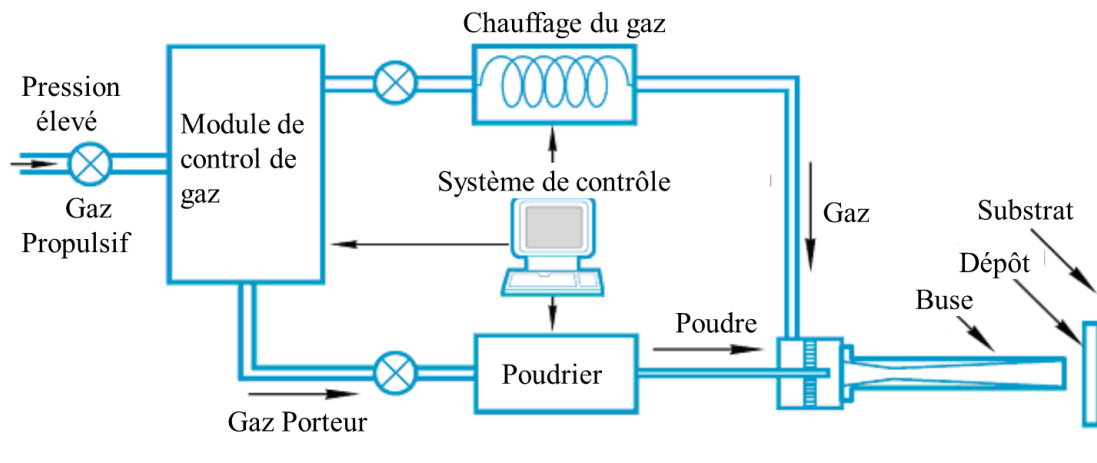 Chauffage du gaz
Pression
élevé
Module de
control de
gaz
Système de contrôle
Gaz
Propulsif
Gaz
Substrat
Dépôt
Buse
Poudre
Poudrier
Gaz Porteur